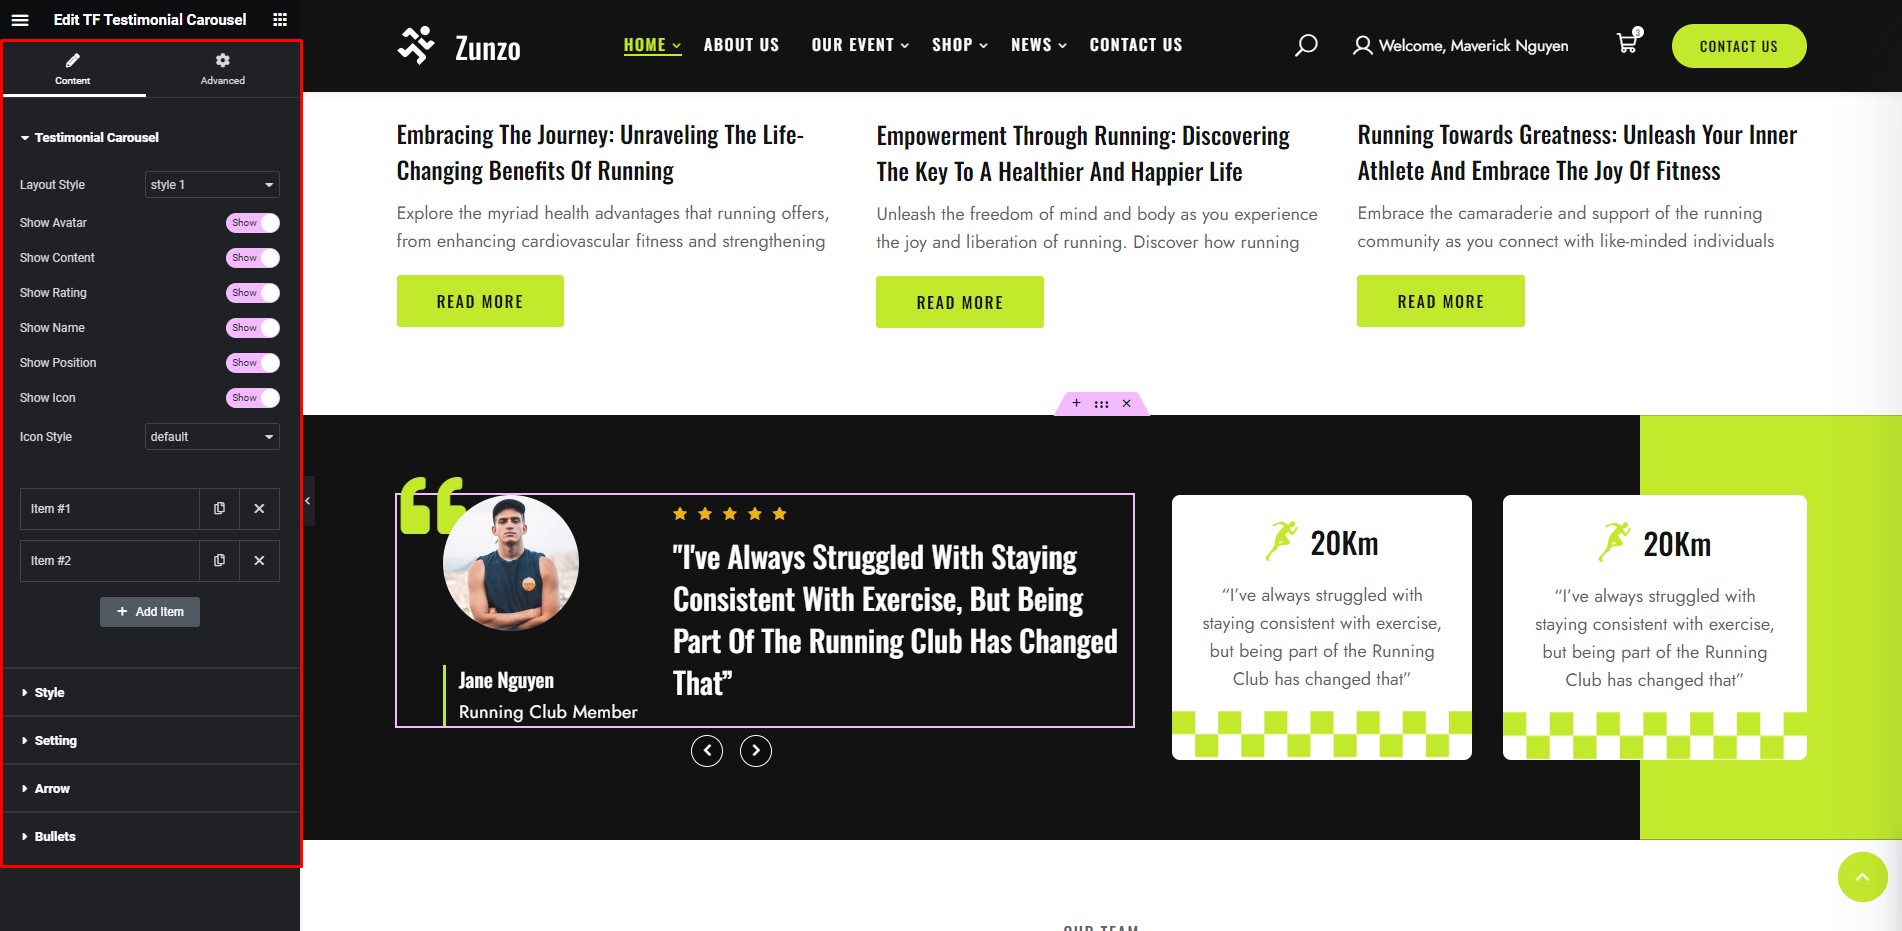 Edit TF Testimonial Carousel
Content
Advanced
Testimonial Carousel
Layout Style
style 1
Show Avatar
Show
Show Content
Show
Show Rating
Show
Show Name
Show
Show Position
Show
Show Icon
Show
Icon Style
default
Item #1
Item #2
+ Add Item
Style
Setting
Arrow
Bullets
Zunzo
HOME
ABOUT US
OUR EVENT
SHOP
NEWS
CONTACT US
Welcome, Maverick Nguyen
CONTACT US
Embracing The Journey: Unraveling The Life-
Changing Benefits Of Running
Explore the myriad health advantages that running offers,
from enhancing cardiovascular fitness and strengthening
READ MORE
Empowerment Through Running: Discovering
The Key To A Healthier And Happier Life
Unleash the freedom of mind and body as you experience
the joy and liberation of running. Discover how running
READ MORE
Running Towards Greatness: Unleash Your Inner
Athlete And Embrace The Joy Of Fitness
Embrace the camaraderie and support of the running
community as you connect with like-minded individuals
READ MORE
Jane Nguyen
Running Club Member
"I've Always Struggled With Staying
Consistent With Exercise, But Being
Part Of The Running Club Has Changed
That”
20Km
“I’ve always struggled with
staying consistent with exercise,
but being part of the Running
Club has changed that”
20Km
“I’ve always struggled with
staying consistent with exercise,
but being part of the Running
Club has changed that”
OUR TEAM